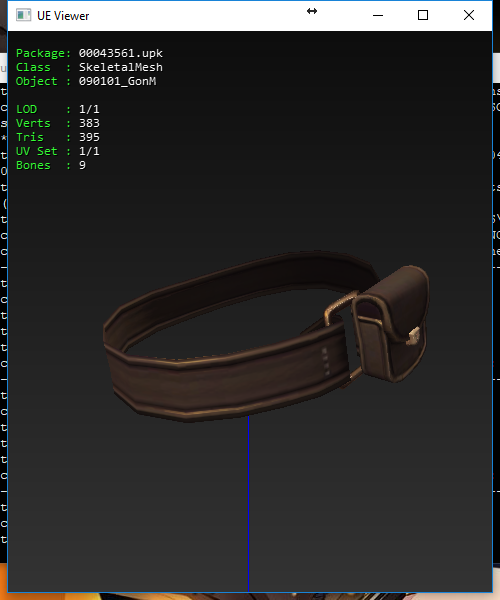 UE Viewer
Package: 00043561.upk
Class : SkeletalMesh
Object : 090101_GonM
LOD : 1/1
Verts : 383
Tris : 395
UV Set : 1/1
Bones : 9